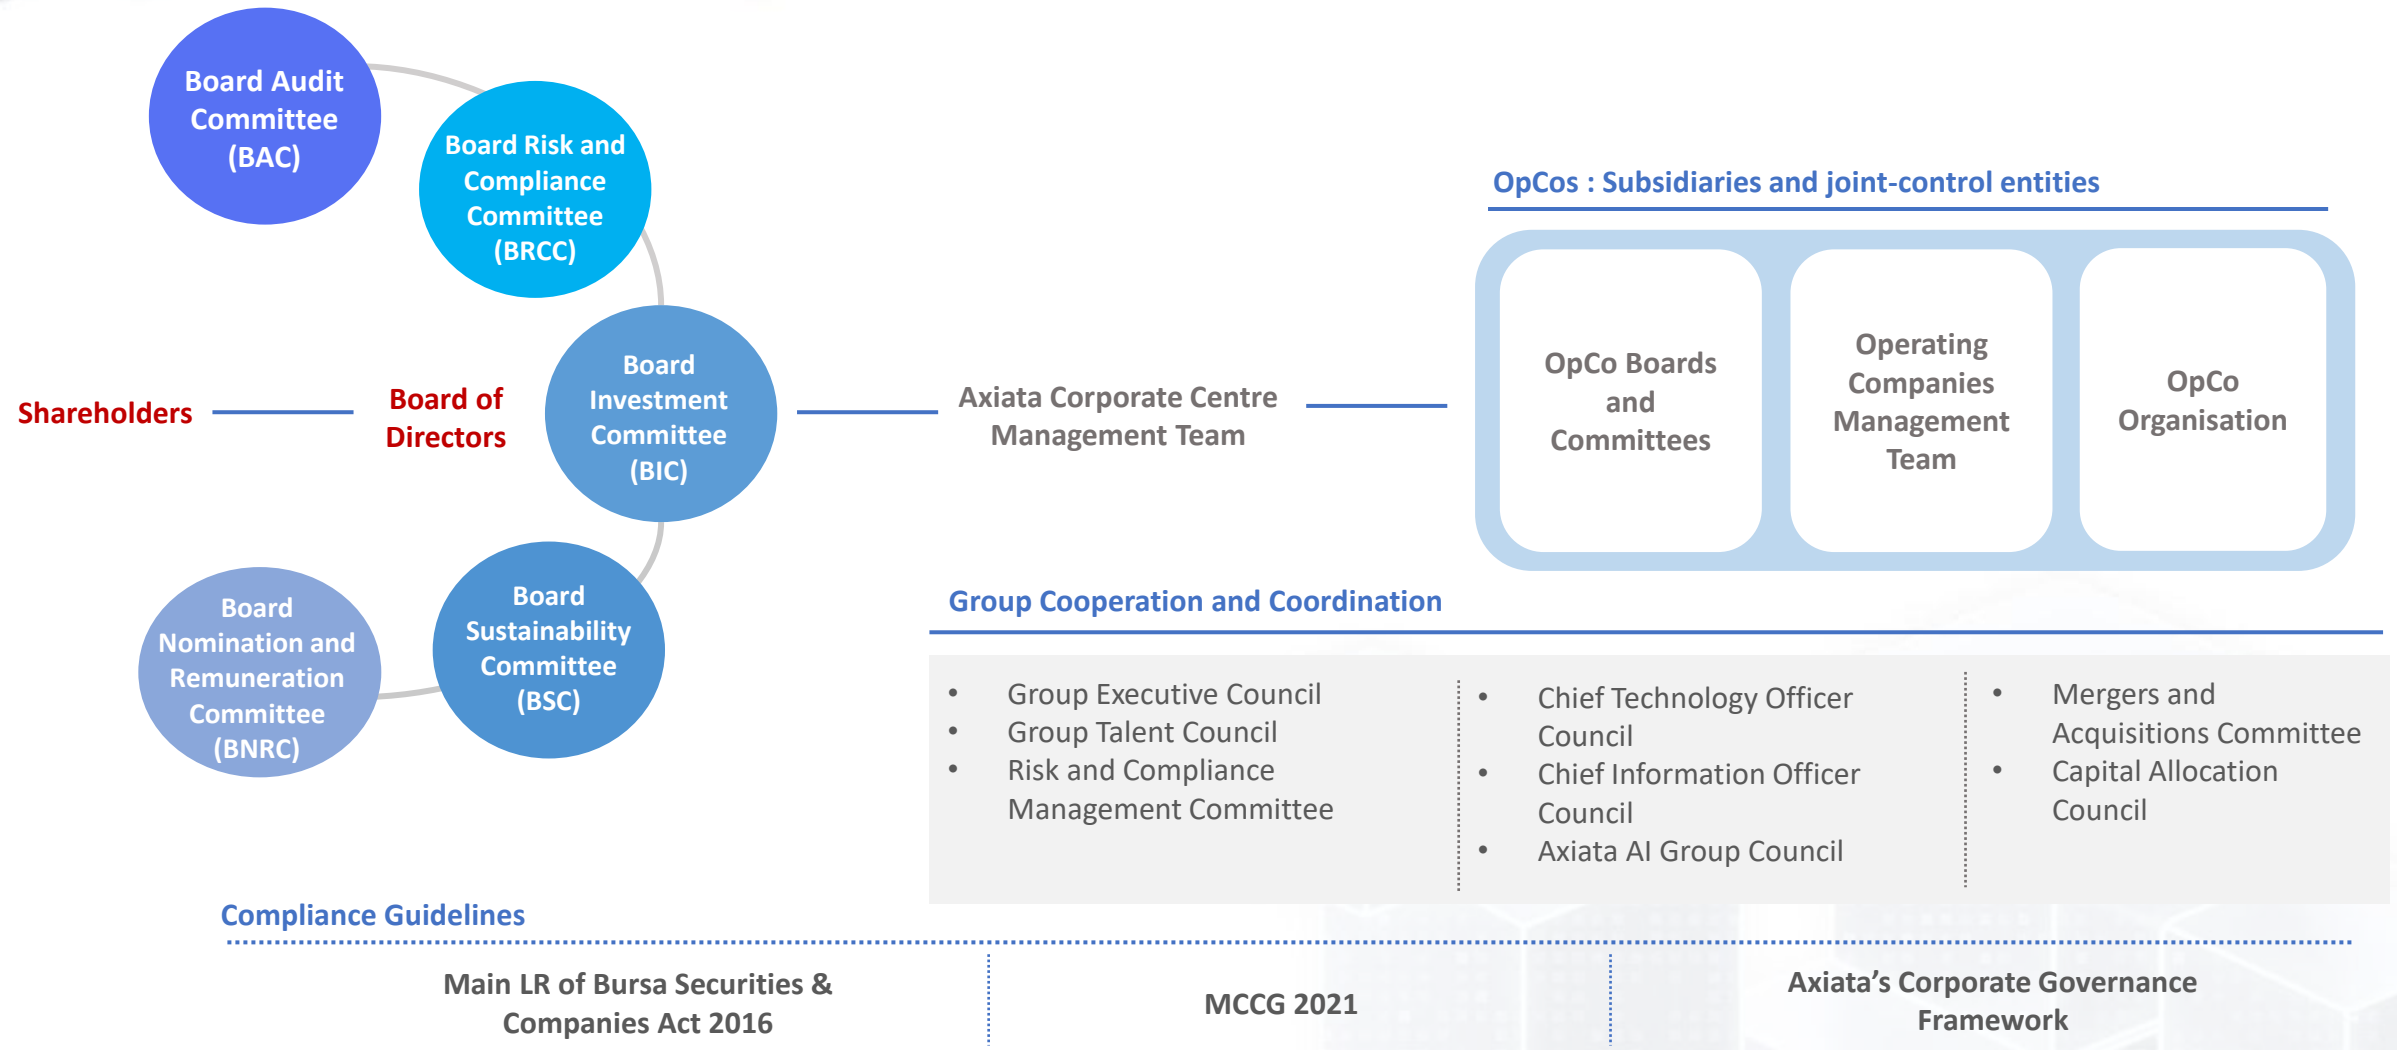 Board Audit
Committee
(BAC)
Board Risk and
Compliance
Committee
(BRCC)
Board
Investment
Committee
(BIC)
Board
Sustainability
Committee
(BSC)
Board
Nomination and
Remuneration
Committee
(BNRC)
Shareholders
Board of
Directors
Axiata Corporate Centre
Management Team
OpCos : Subsidiaries and joint-control entities
OpCo Boards
and
Committees
Operating
Companies
Management
Team
OpCo
Organisation
Group Cooperation and Coordination
• Group Executive Council
• Group Talent Council
• Risk and Compliance
Management Committee
• Chief Technology Officer
Council
• Chief Information Officer
Council
• Axiata AI Group Council
• Mergers and
Acquisitions Committee
• Capital Allocation
Council
Compliance Guidelines
Main LR of Bursa Securities &
Companies Act 2016
MCCG 2021
Axiata’s Corporate Governance
Framework